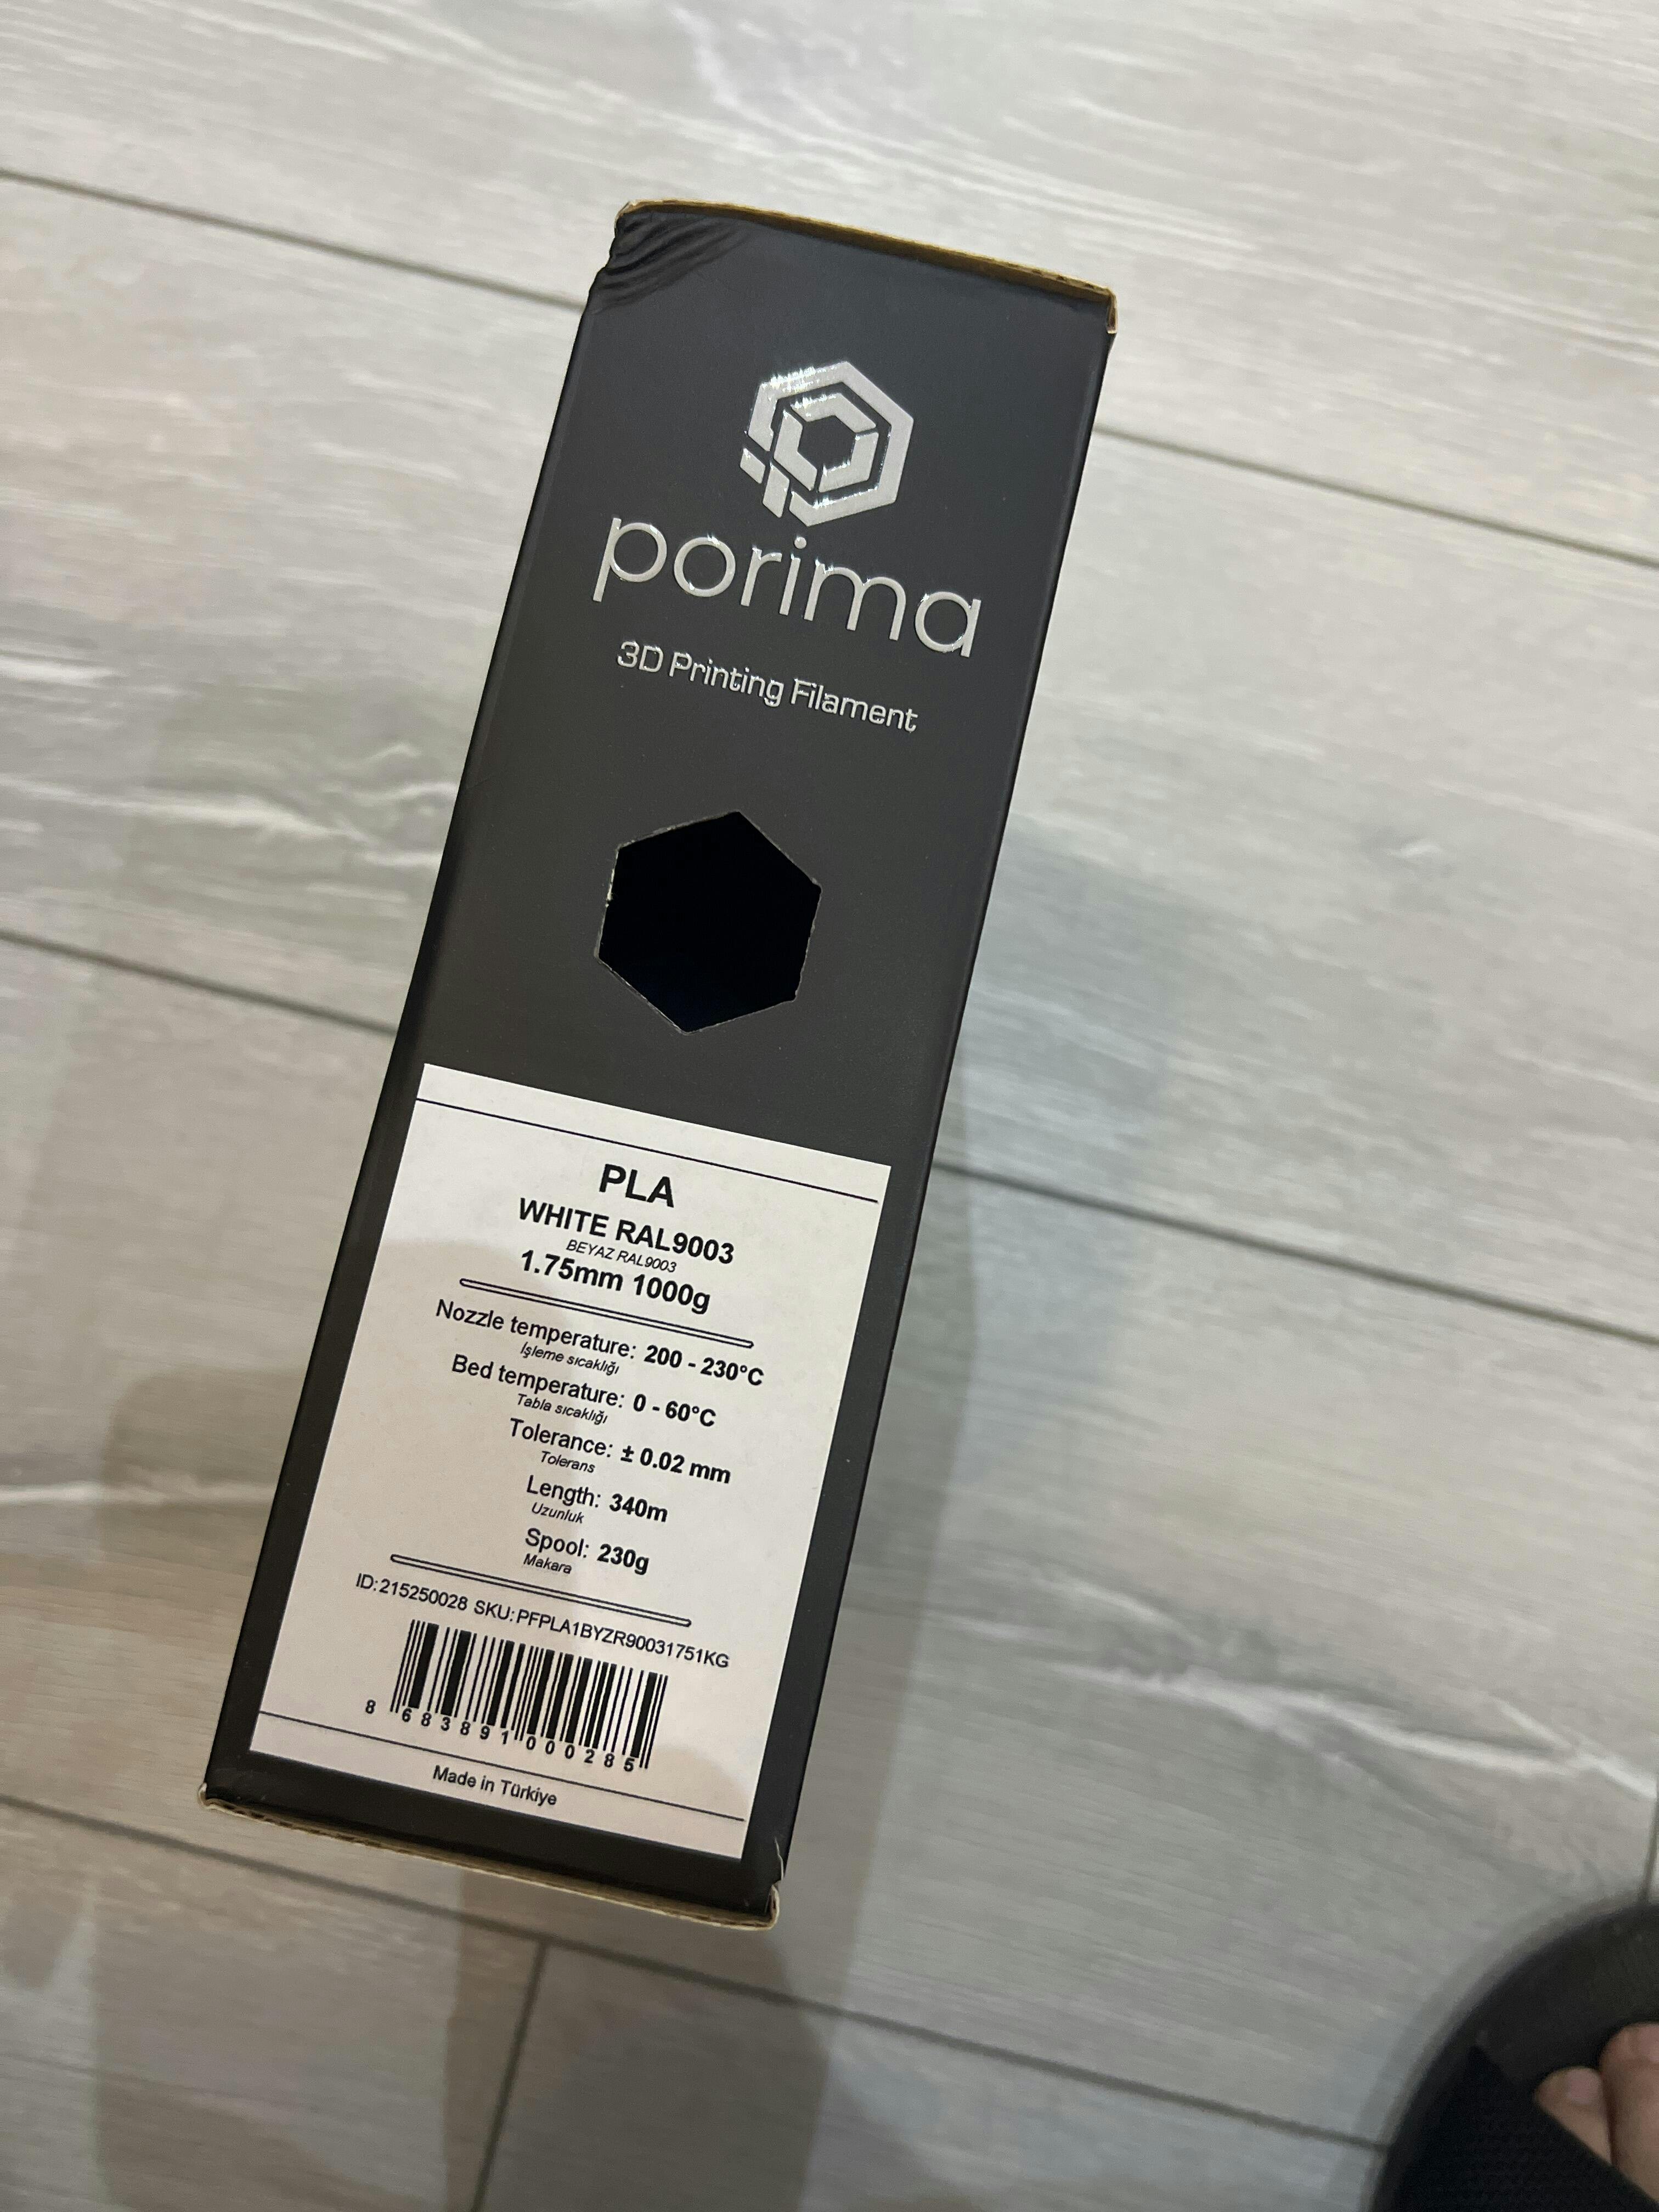 porima
3D Printing Filament
PLA
WHITE RAL9003
BEYAZ RAL9003
1.75mm 1000g
Nozzle temperature: 200 - 230°C
İşleme sıcaklığı
Bed temperature: 0 - 60°C
Tabla sıcaklığı
Tolerance: ± 0.02 mm
Tolerans
Length: 340m
Uzunluk
Spool: 230g
Makara
ID:215250028 SKU:PFPLA1BYZR90031751KG
8 683891 000285
Made in Türkiye